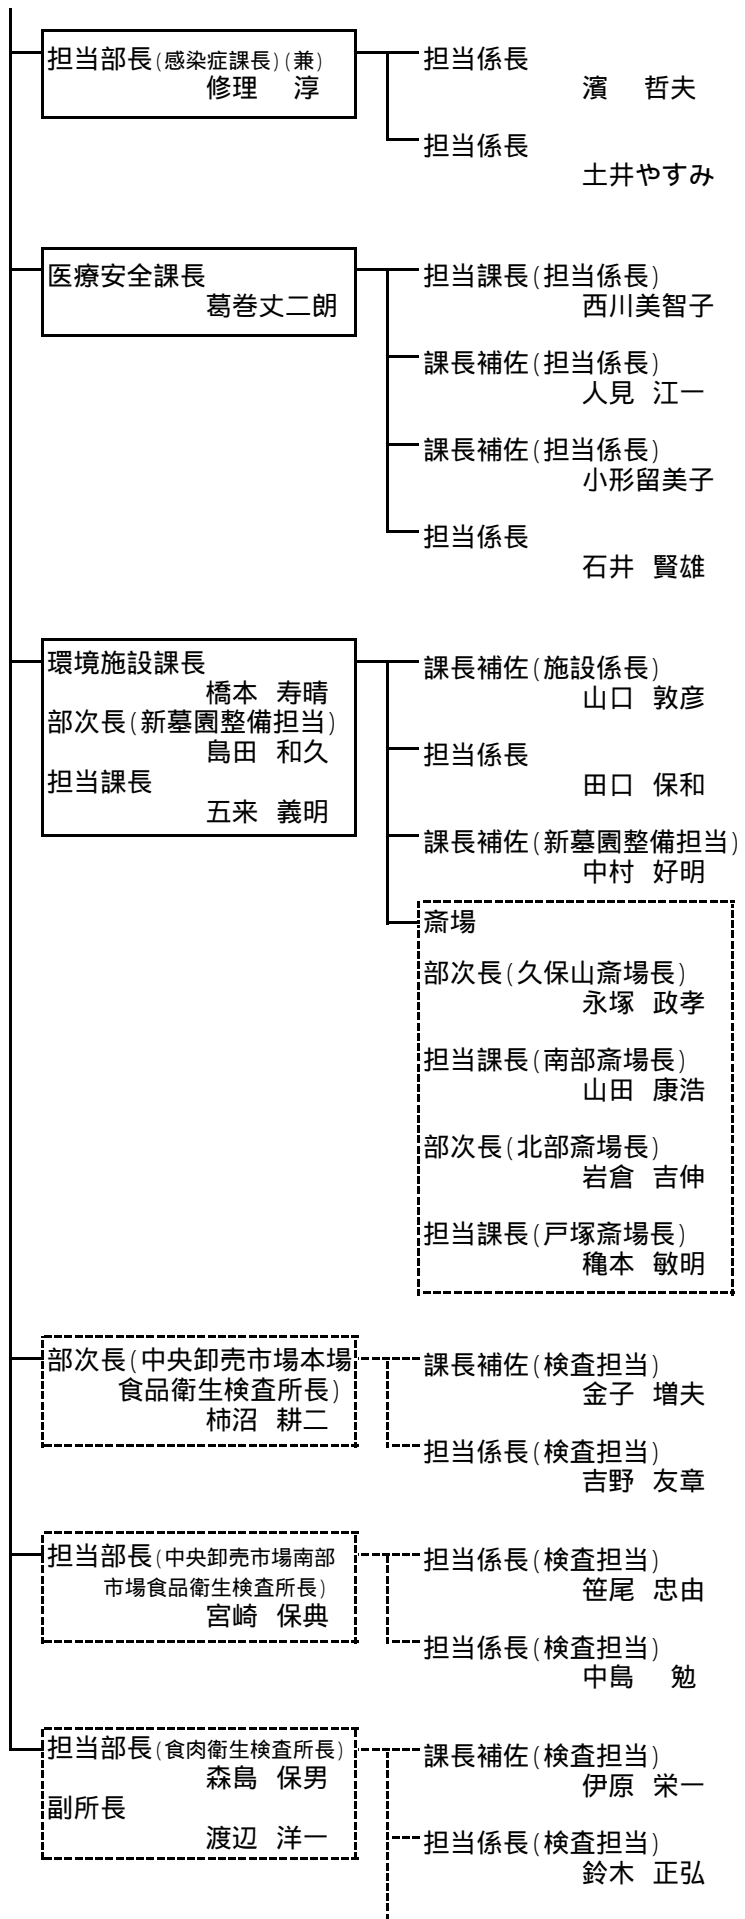 担当部長(感染症課長)(兼)
修理 淳
担当係長
濱 哲夫
担当係長
土井やすみ
医療安全課長
葛巻丈二朗
担当課長(担当係長)
西川美智子
課長補佐(担当係長)
人見 江一
課長補佐(担当係長)
小形留美子
担当係長
石井 賢雄
環境施設課長
橋本 寿晴
部次長(新墓園整備担当)
島田 和久
担当課長
五来 義明
課長補佐(施設係長)
山口 敦彦
担当係長
田口 保和
課長補佐(新墓園整備担当)
中村 好明
斎場
部次長(久保山斎場長)
永塚 政孝
担当課長(南部斎場長)
山田 康浩
部次長(北部斎場長)
岩倉 吉伸
担当課長(戸塚斎場長)
穐本 敏明
部次長(中央卸売市場本場
食品衛生検査所長)
柿沼 耕二
課長補佐(検査担当)
金子 増夫
担当係長(検査担当)
吉野 友章
担当部長(中央卸売市場南部
市場食品衛生検査所長)
宮崎 保典
担当係長(検査担当)
笹尾 忠由
担当係長(検査担当)
中島 勉
担当部長(食肉衛生検査所長)
森島 保男
副所長
渡辺 洋一
課長補佐(検査担当)
伊原 栄一
担当係長(検査担当)
鈴木 正弘